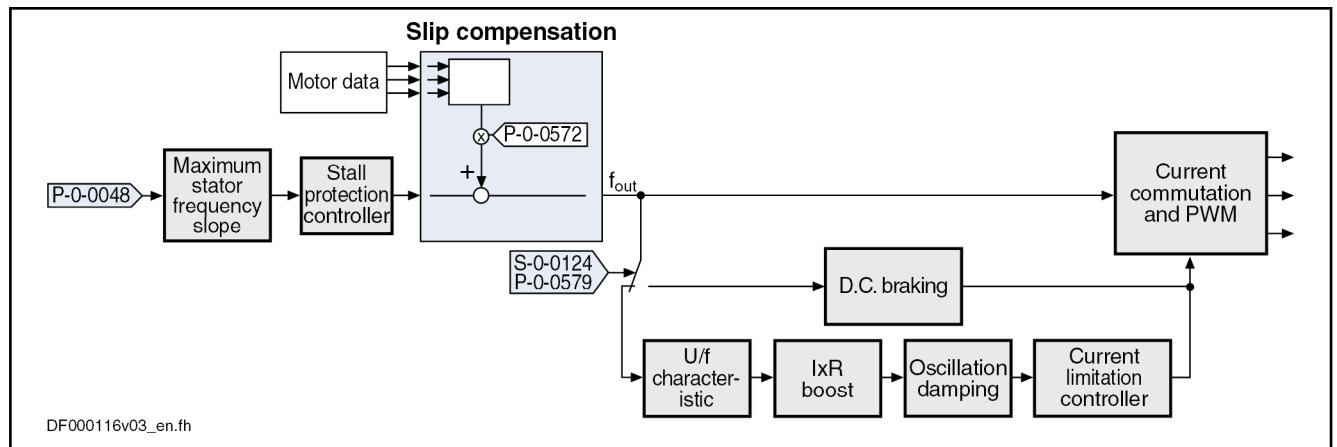 Slip compensation
Motor data
P-0-0572
x
+
P-0-0048
Maximum
stator
frequency
slope
Stall
protection
controller
fout
Current
commutation
and PWM
S-0-0124
P-0-0579
D.C. braking
U/f
character-
istic
IxR
boost
Oscillation
damping
Current
limitation
controller
DF000116v03_en.fh